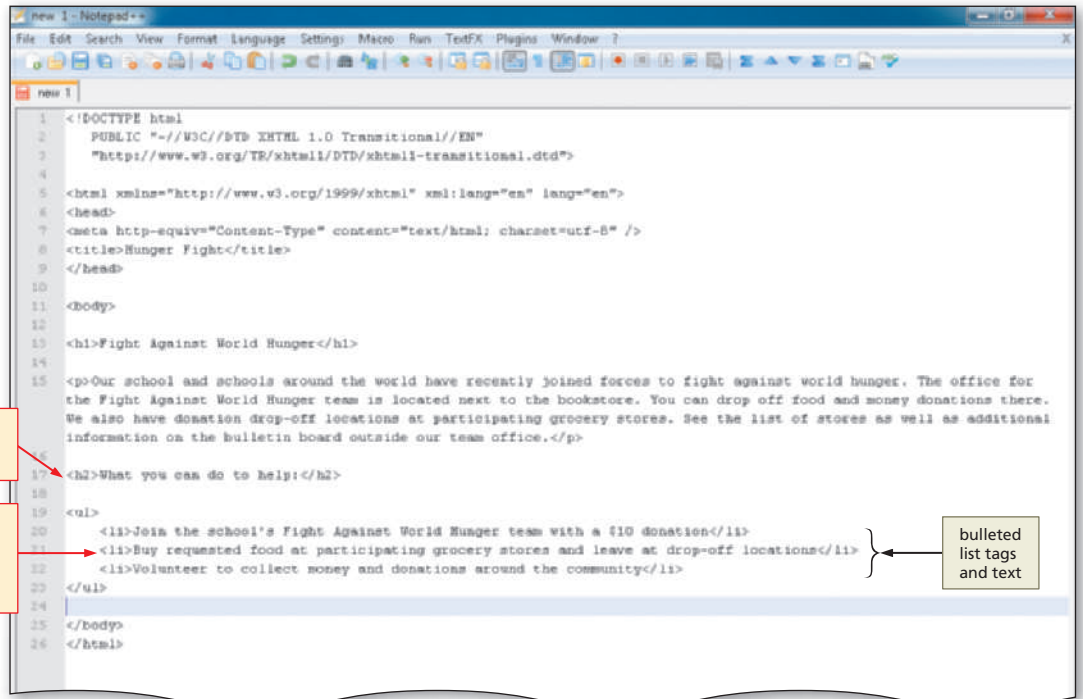 new 1 - Notepad++
File Edit Search View Format Language Settings Macro Run TextFX Plugins Window ? X
new 1
1 <!DOCTYPE html
2 PUBLIC "-//W3C//DTD XHTML 1.0 Transitional//EN"
3 "http://www.w3.org/TR/xhtml1/DTD/xhtml1-transitional.dtd">
4
5 <html xmlns="http://www.w3.org/1999/xhtml" xml:lang="en" lang="en">
6 <head>
7 <meta http-equiv="Content-Type" content="text/html; charset=utf-8" />
8 <title>Hunger Fight</title>
9 </head>
10
11 <body>
12
13 <h1>Fight Against World Hunger</h1>
14
15 <p>Our school and schools around the world have recently joined forces to fight against world hunger. The office for
the Fight Against World Hunger team is located next to the bookstore. You can drop off food and money donations there.
We also have donation drop-off locations at participating grocery stores. See the list of stores as well as additional
information on the bulletin board outside our team office.</p>
16
17 <h2>What you can do to help:</h2>
18
19 <ul>
20 <li>Join the school's Fight Against World Hunger team with a $10 donation</li>
21 <li>Buy requested food at participating grocery stores and leave at drop-off locations</li>
22 <li>Volunteer to collect money and donations around the community</li>
23 </ul>
24
25 </body>
26 </html>
bulleted
list tags
and text